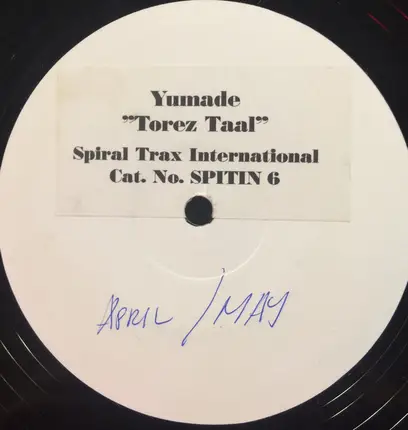 Yumade
"Torez Taal"
Spiral Trax International
Cat. No. SPITIN 6
APRIL / MAY